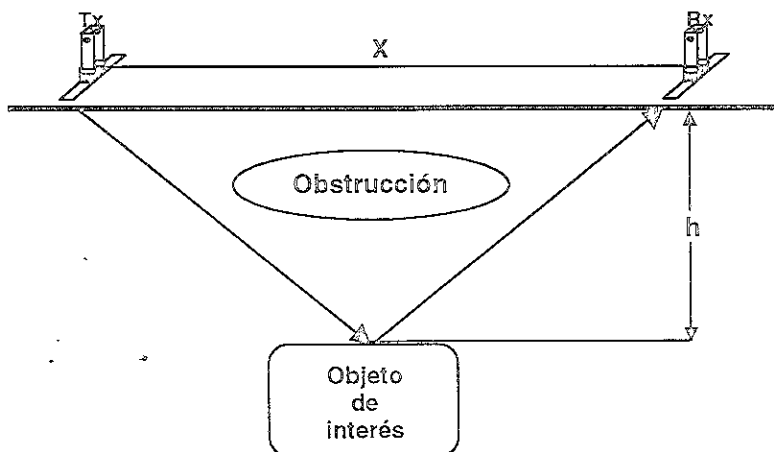 Tx
Rx
X
Obstrucción
h
Objeto
de
interés